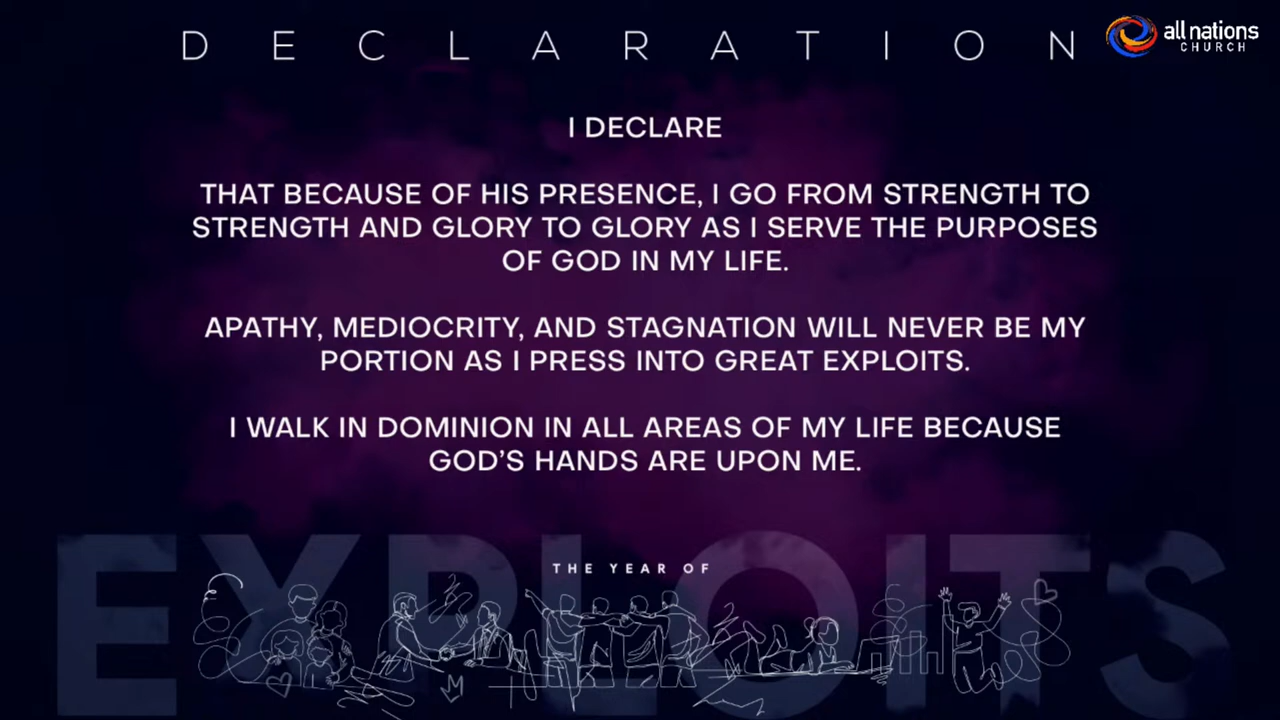 DECLARATION
all nations
CHURCH
I DECLARE
THAT BECAUSE OF HIS PRESENCE, I GO FROM STRENGTH TO
STRENGTH AND GLORY TO GLORY AS I SERVE THE PURPOSES
OF GOD IN MY LIFE.
APATHY, MEDIOCRITY, AND STAGNATION WILL NEVER BE MY
PORTION AS I PRESS INTO GREAT EXPLOITS.
I WALK IN DOMINION IN ALL AREAS OF MY LIFE BECAUSE
GOD'S HANDS ARE UPON ME.
THE YEAR OF
EXPLOITS